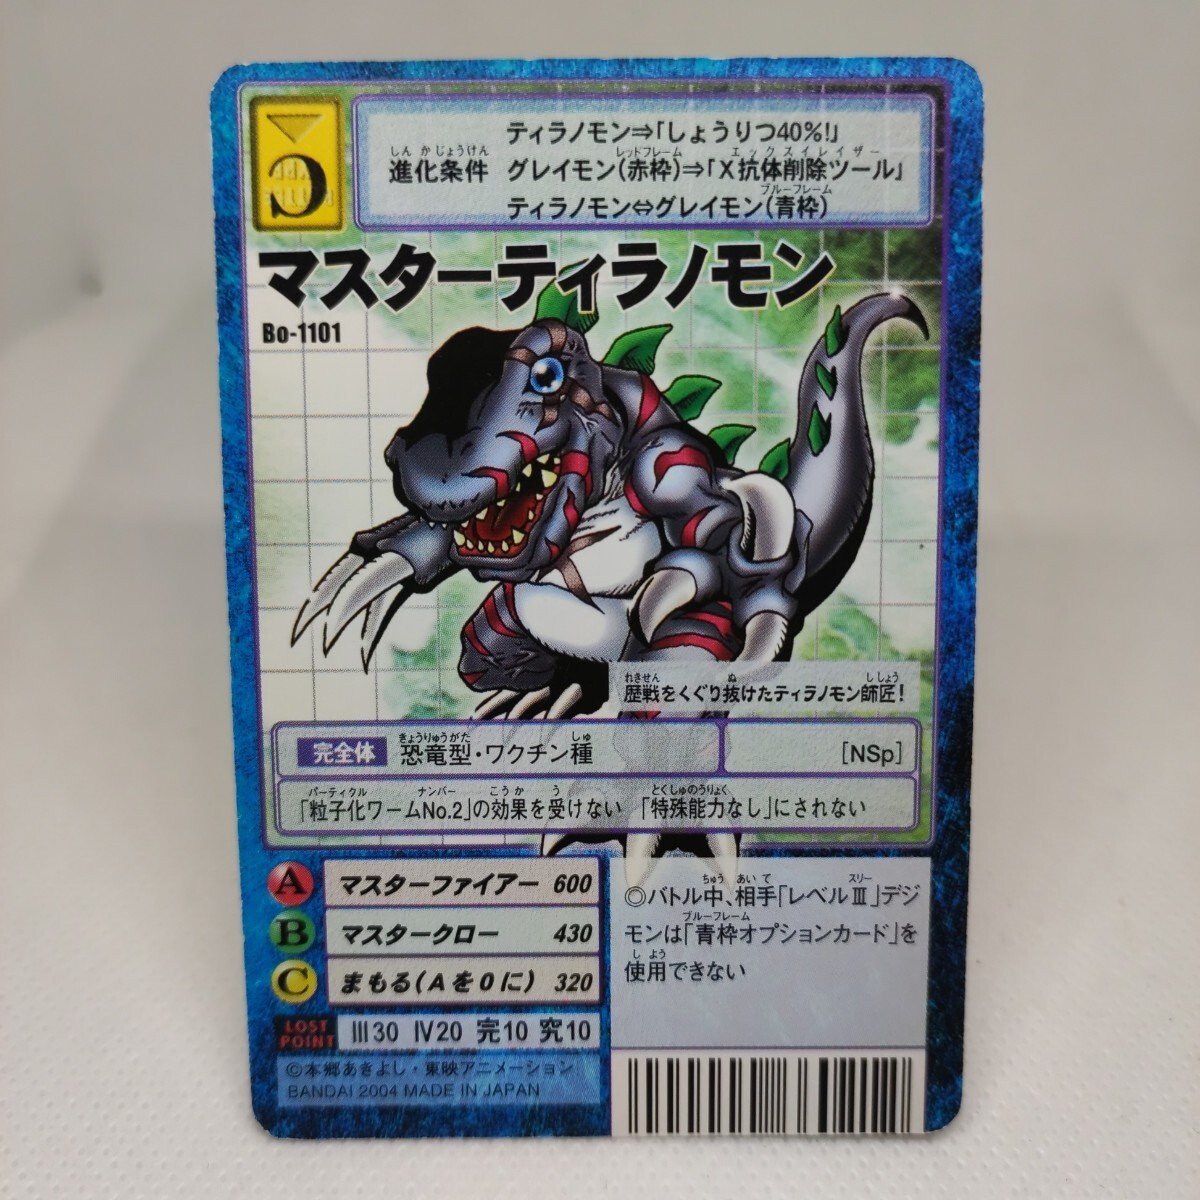 C
ティラノモン⇒「しょうりつ40%!」
しんかじょうけん レッドフレーム エックスイレイザー
進化条件 グレイモン(赤枠)⇒「X抗体削除ツール」
ブルーフレーム
ティラノモン⇔グレイモン(青枠)
マスターティラノモン
Bo-1101
れきせん ぬ ししょう
歴戦をくぐり抜けたティラノモン師匠!
きょうりゅうがた しゅ
完全体 恐竜型・ワクチン種 [NSp]
パーティクル ナンバー こうか う とくしゅのうりょく
「粒子化ワームNo.2」の効果を受けない 「特殊能力なし」にされない
A マスターファイアー 600
B マスタークロー 430
C まもる(Aを0に) 320
LOST POINT Ⅲ30 Ⅳ20 完10 究10
ちゅう あいて スリー
◎バトル中、相手「レベルⅢ」デジ
ブルーフレーム
モンは「青枠オプションカード」を
しよう
使用できない
©本郷あきよし・東映アニメーション
BANDAI 2004 MADE IN JAPAN